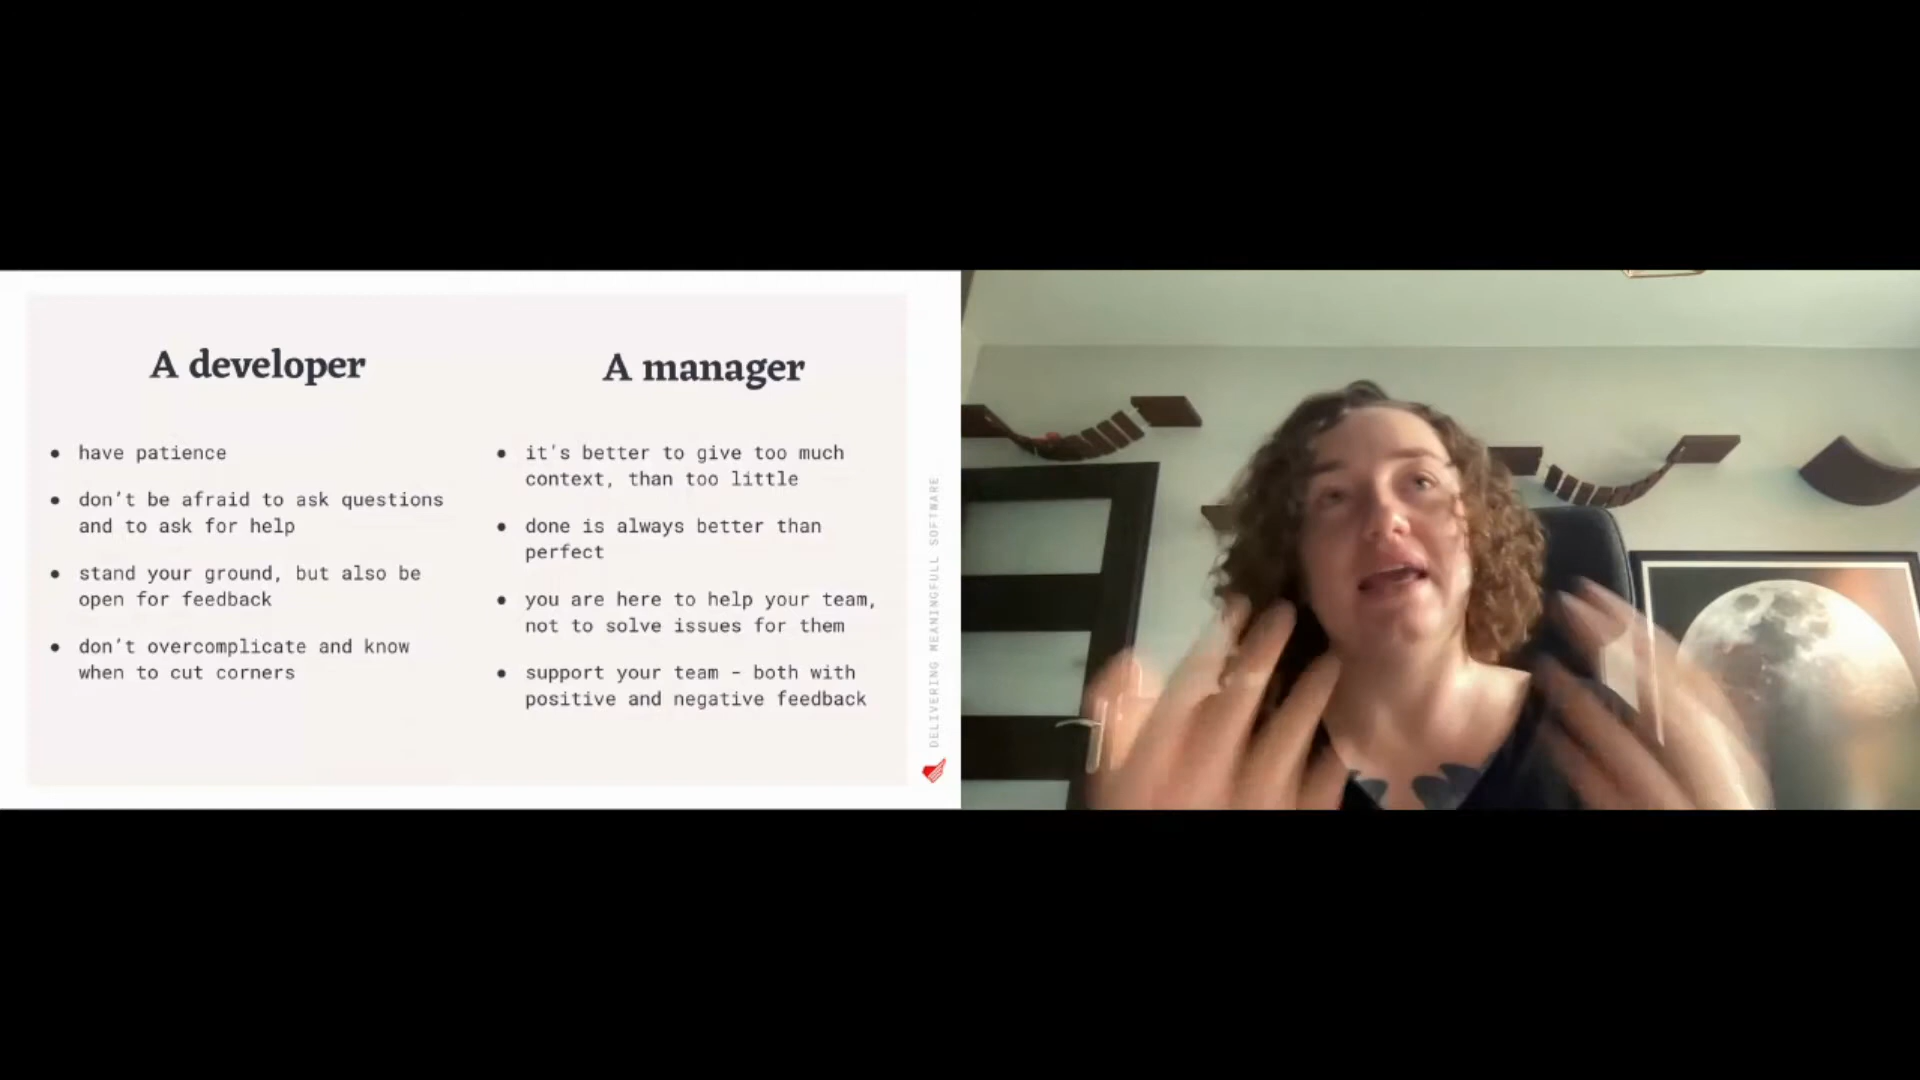 A developer
have patience
don't be afraid to ask questions
and to ask for help
stand your ground, but also be
open for feedback
don't overcomplicate and know
when to cut corners
A manager
it's better to give too much
context, than too little
done is always better than
perfect
you are here to help your team,
not to solve issues for them
support your team - both with
positive and negative feedback
DELIVERING MEANINGFULL SOFTWARE